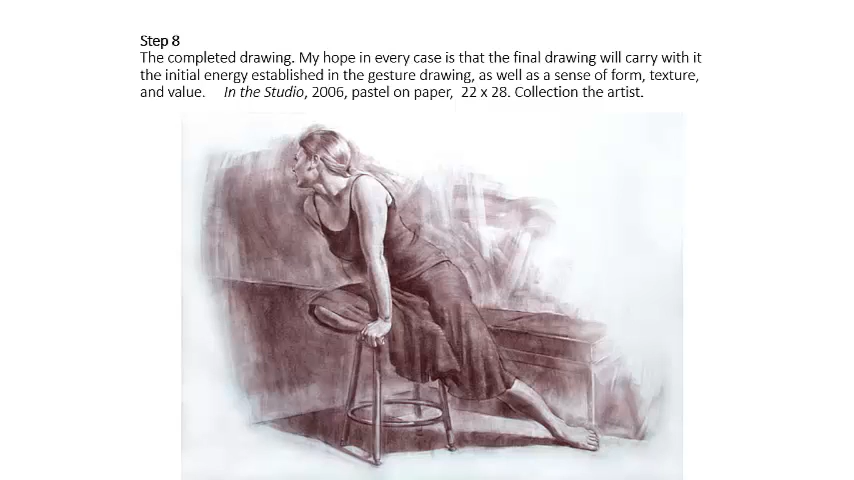 Step 8
The completed drawing. My hope in every case is that the final drawing will carry with it
the initial energy established in the gesture drawing, as well as a sense of form, texture,
and value. In the Studio, 2006, pastel on paper, 22 x 28. Collection the artist.